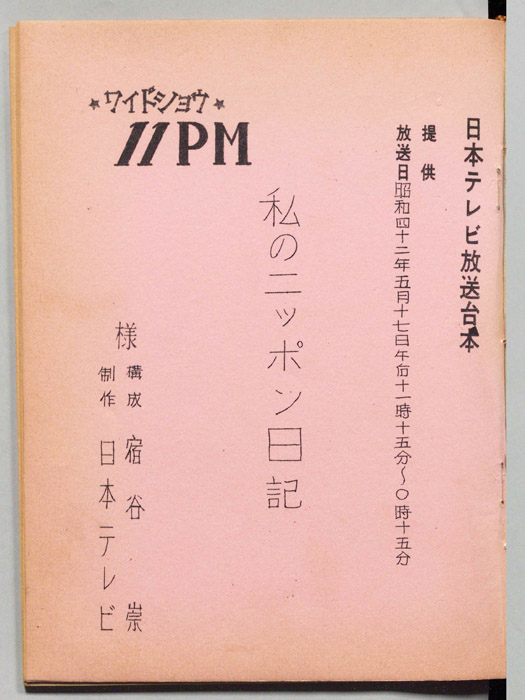 日本テレビ放送台本
提供
放送日昭和四十二年五月十七日午后十一時十五分～〇時十五分
私のニッポン日記
★ワイドショウ★
11PM
構成 宿谷 崇
制作 日本テレビ
様